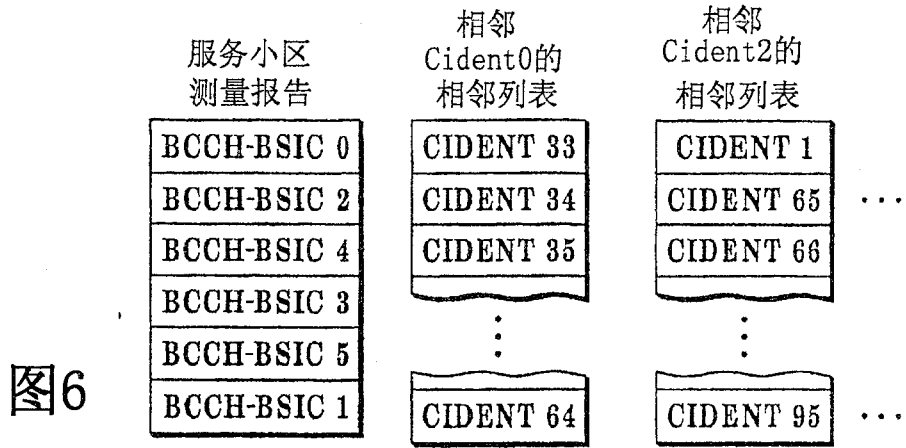 服务小区
测量报告
BCCH-BSIC 0
BCCH-BSIC 2
BCCH-BSIC 4
BCCH-BSIC 3
BCCH-BSIC 5
BCCH-BSIC 1
相邻
Cident0的
相邻列表
CIDENT 33
CIDENT 34
CIDENT 35
⋮
CIDENT 64
相邻
Cident2的
相邻列表
CIDENT 1
CIDENT 65
CIDENT 66
⋮
CIDENT 95
...
...
图6